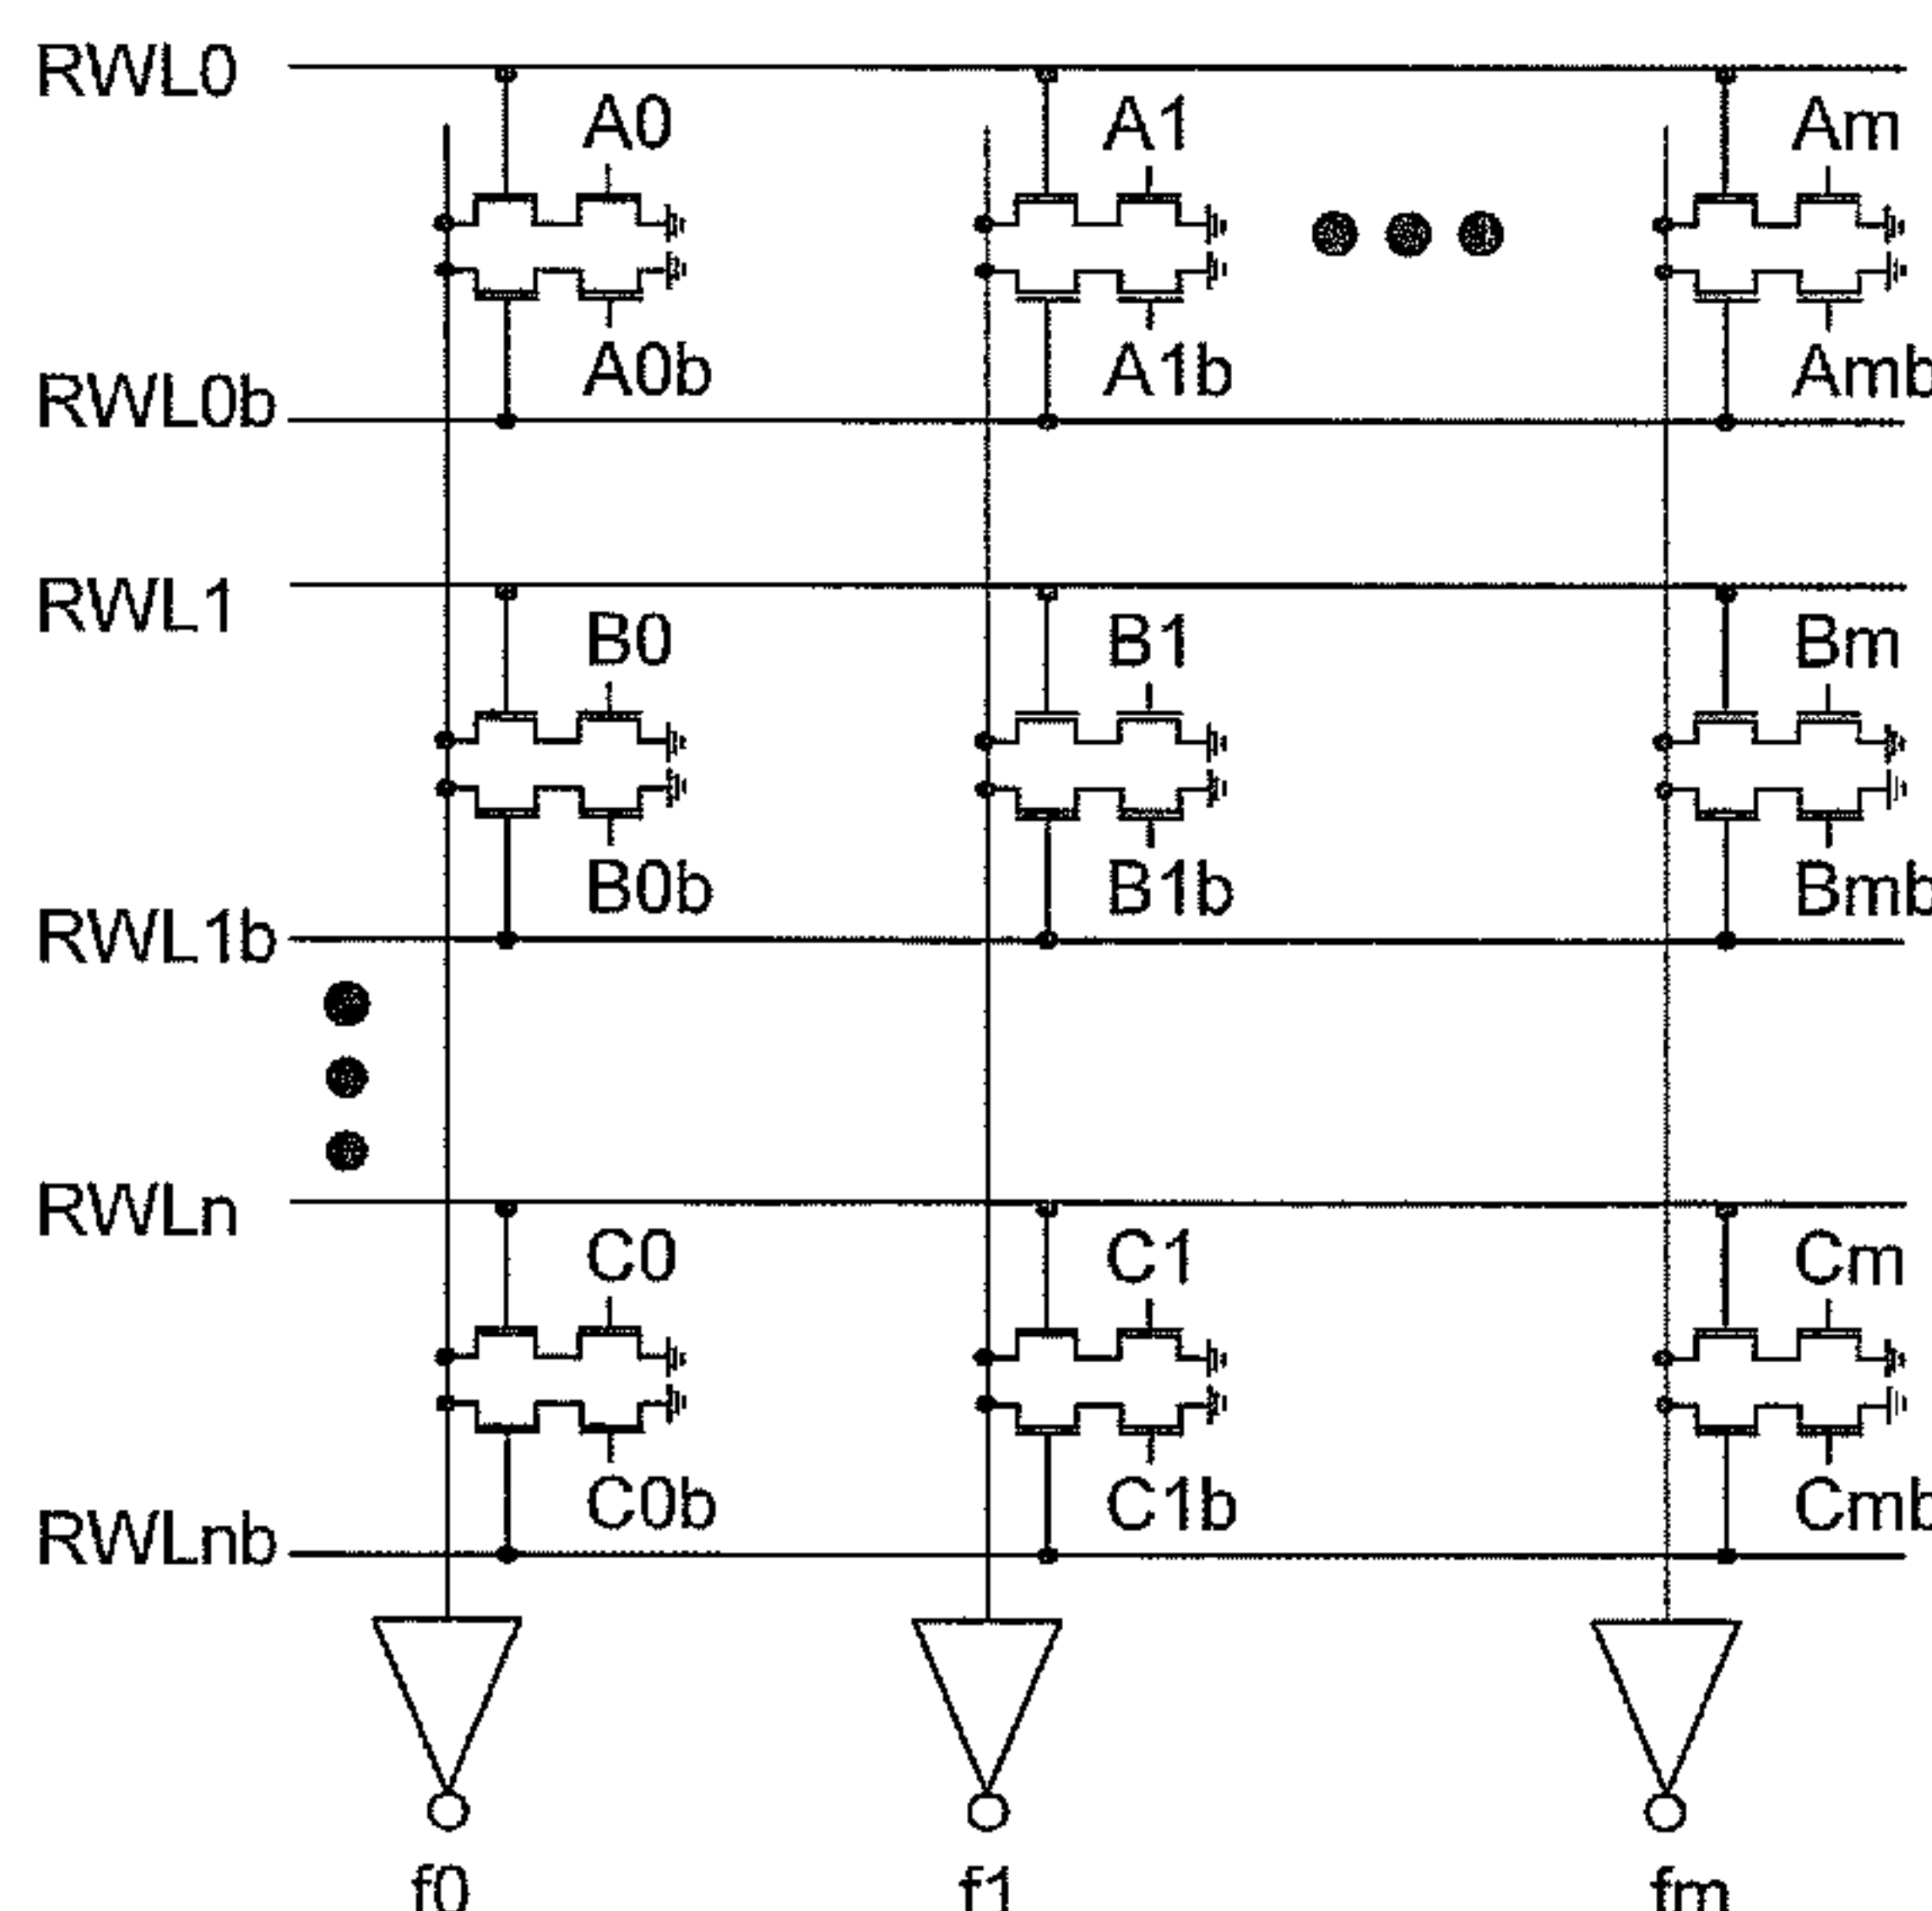 RWL0
A0 A1 Am
A0b A1b Amb
RWL0b
RWL1
B0 B1 Bm
B0b B1b Bmb
RWL1b
RWLn
C0 C1 Cm
C0b C1b Cmb
RWLnb
f0 f1 fm